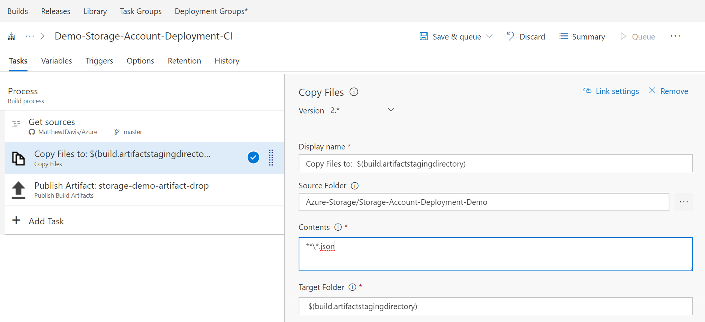 Builds Releases Library Task Groups Deployment Groups*
··· > Demo-Storage-Account-Deployment-CI Save & queue Discard Summary Queue ···
Tasks Variables Triggers Options Retention History
Process
Build process
Get sources
MatthewJDavis/Azure master
Copy Files to: $(build.artifactstagingdirecto...
Copy Files
Publish Artifact: storage-demo-artifact-drop
Publish Build Artifacts
+ Add Task
Copy Files Link settings Remove
Version 2.*
Display name *
Copy Files to: $(build.artifactstagingdirectory)
Source Folder
Azure-Storage/Storage-Account-Deployment-Demo ...
Contents *
**\*.json
Target Folder *
$(build.artifactstagingdirectory)